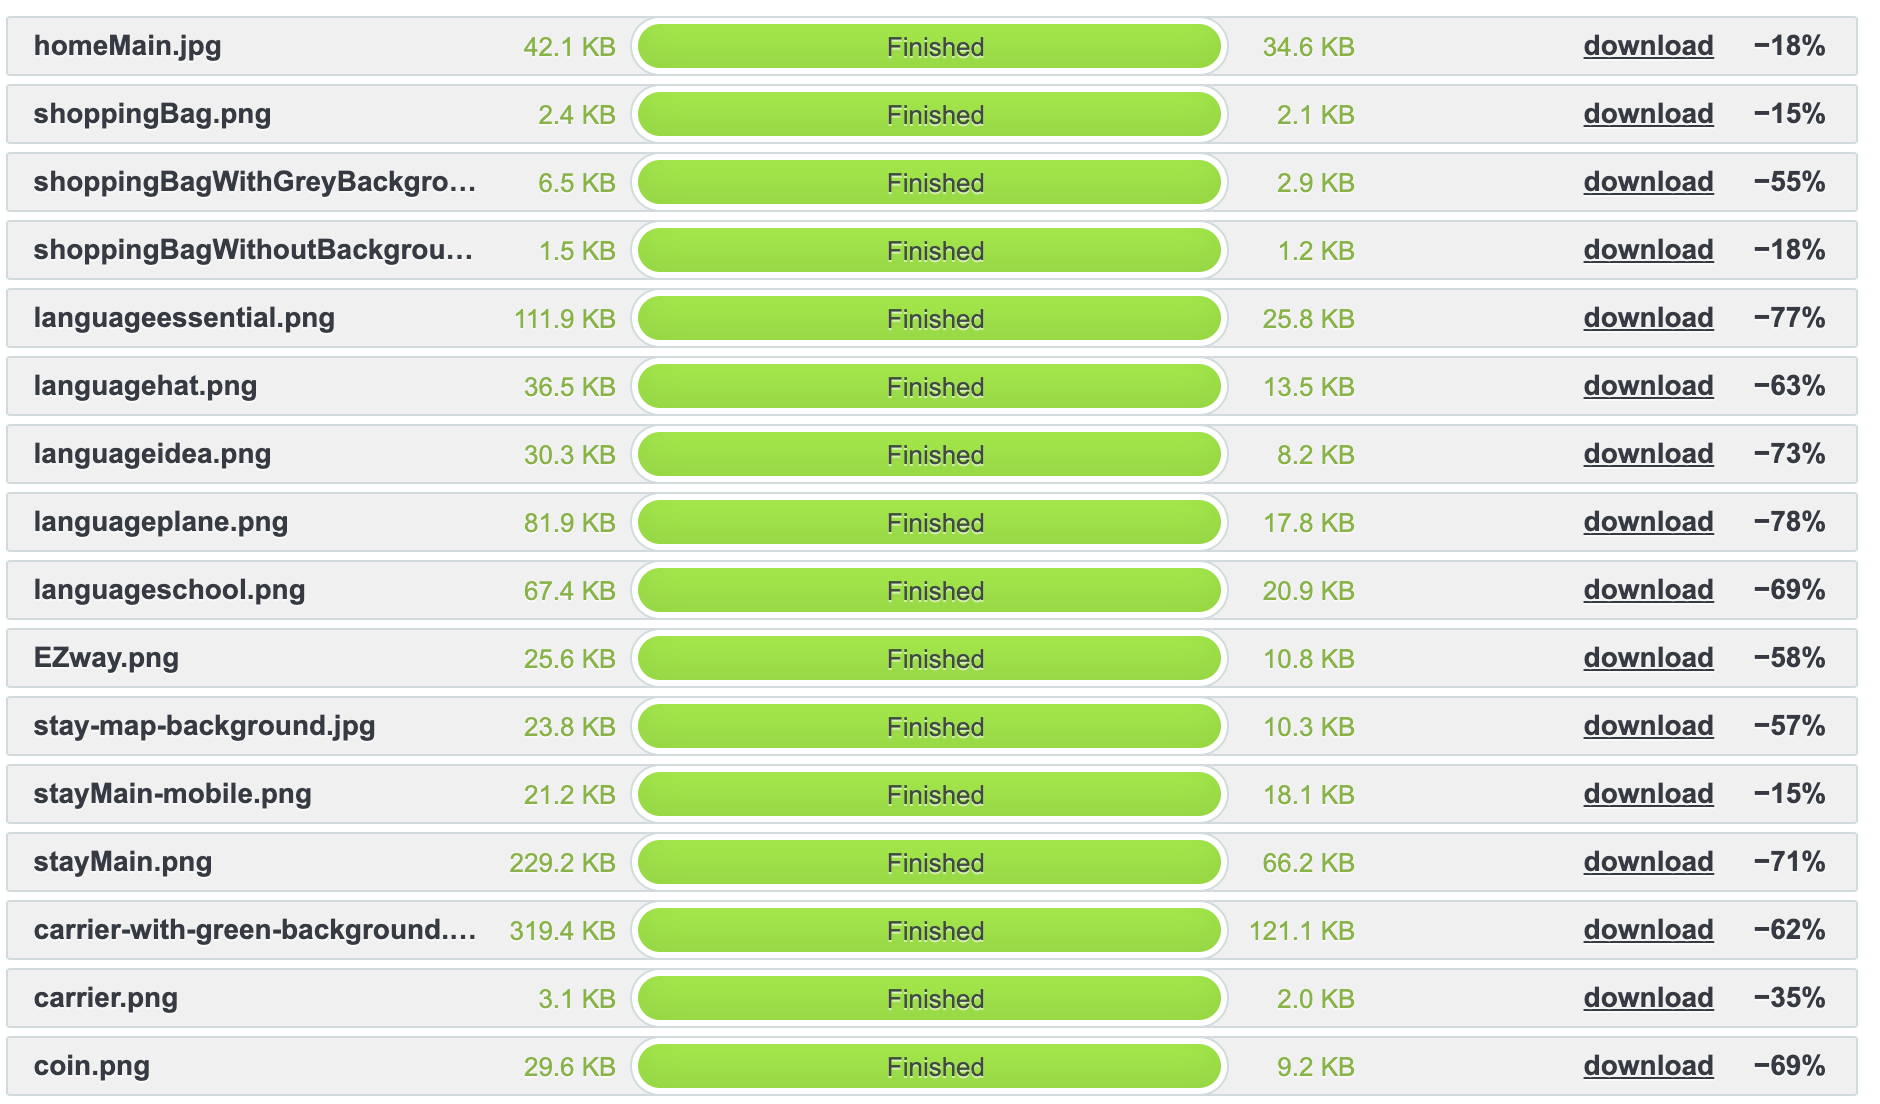 homeMain.jpg 42.1 KB Finished 34.6 KB download −18%
shoppingBag.png 2.4 KB Finished 2.1 KB download −15%
shoppingBagWithGreyBackgro... 6.5 KB Finished 2.9 KB download −55%
shoppingBagWithoutBackgrou... 1.5 KB Finished 1.2 KB download −18%
languageessential.png 111.9 KB Finished 25.8 KB download −77%
languagehat.png 36.5 KB Finished 13.5 KB download −63%
languageidea.png 30.3 KB Finished 8.2 KB download −73%
languageplane.png 81.9 KB Finished 17.8 KB download −78%
languageschool.png 67.4 KB Finished 20.9 KB download −69%
EZway.png 25.6 KB Finished 10.8 KB download −58%
stay-map-background.jpg 23.8 KB Finished 10.3 KB download −57%
stayMain-mobile.png 21.2 KB Finished 18.1 KB download −15%
stayMain.png 229.2 KB Finished 66.2 KB download −71%
carrier-with-green-background.... 319.4 KB Finished 121.1 KB download −62%
carrier.png 3.1 KB Finished 2.0 KB download −35%
coin.png 29.6 KB Finished 9.2 KB download −69%